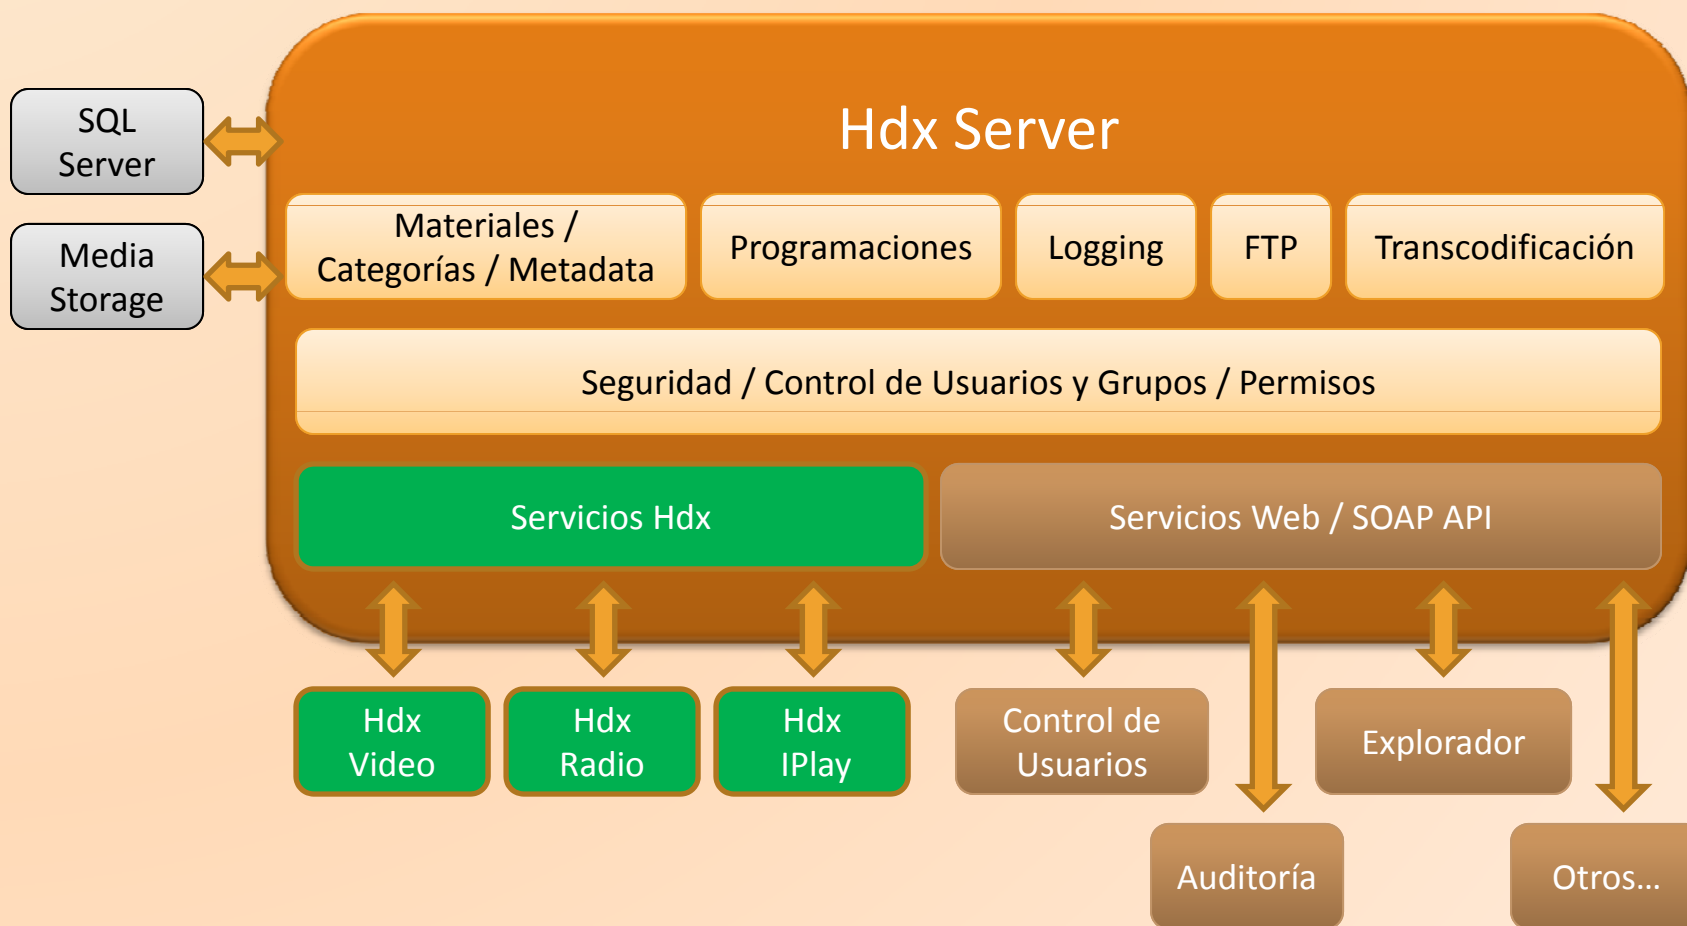 Hdx Server
SQL
Server
Media
Storage
Materiales /
Categorías / Metadata
Programaciones
Logging
FTP
Transcodificación
Seguridad / Control de Usuarios y Grupos / Permisos
Servicios Hdx
Servicios Web / SOAP API
Hdx
Video
Hdx
Radio
Hdx
IPlay
Control de
Usuarios
Explorador
Auditoría
Otros...